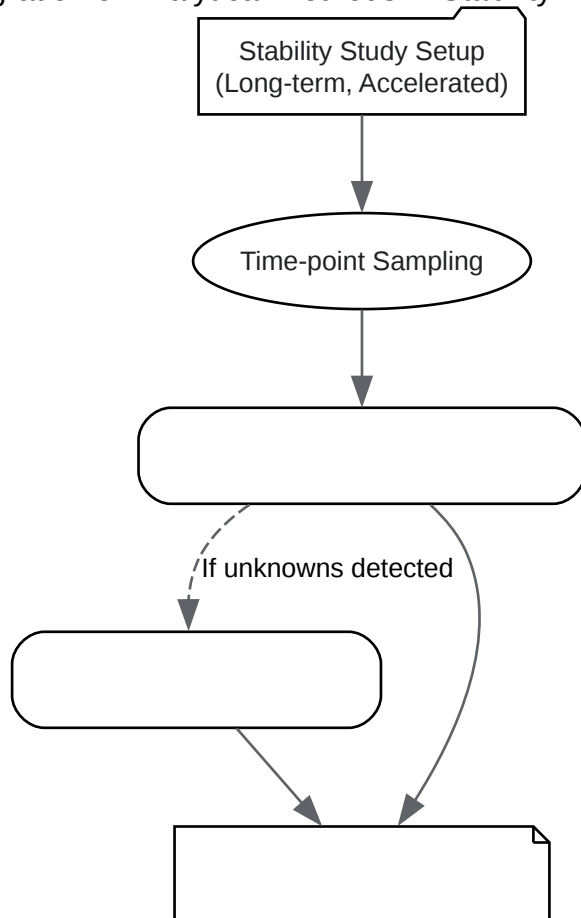 Stability Study Setup
(Long-term, Accelerated)
Time-point Sampling
If unknowns detected